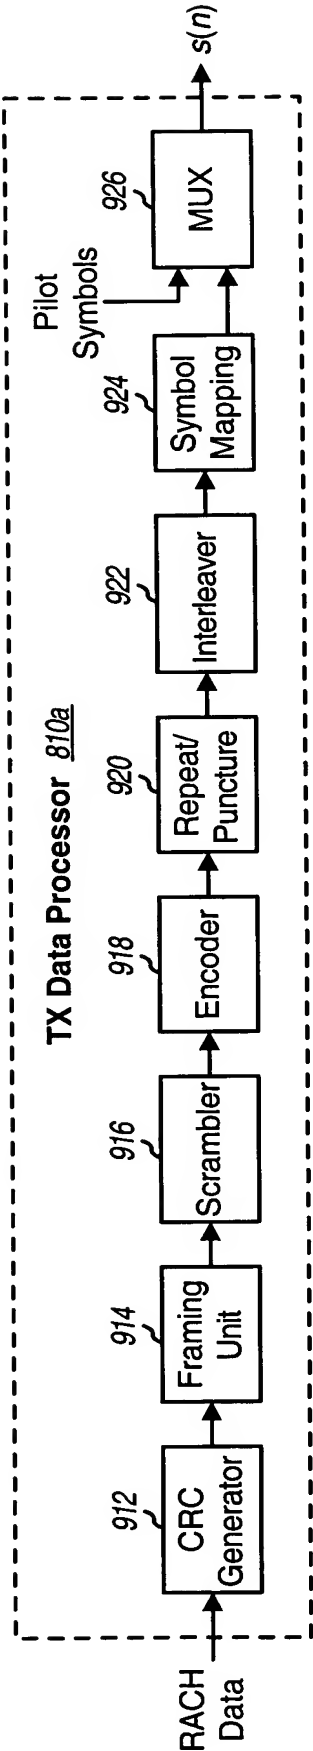 TX Data Processor 810a
RACH
Data
912
CRC
Generator
914
Framing
Unit
916
Scrambler
918
Encoder
920
Repeat/
Puncture
922
Interleaver
924
Symbol
Mapping
Pilot
Symbols
926
MUX
s(n)